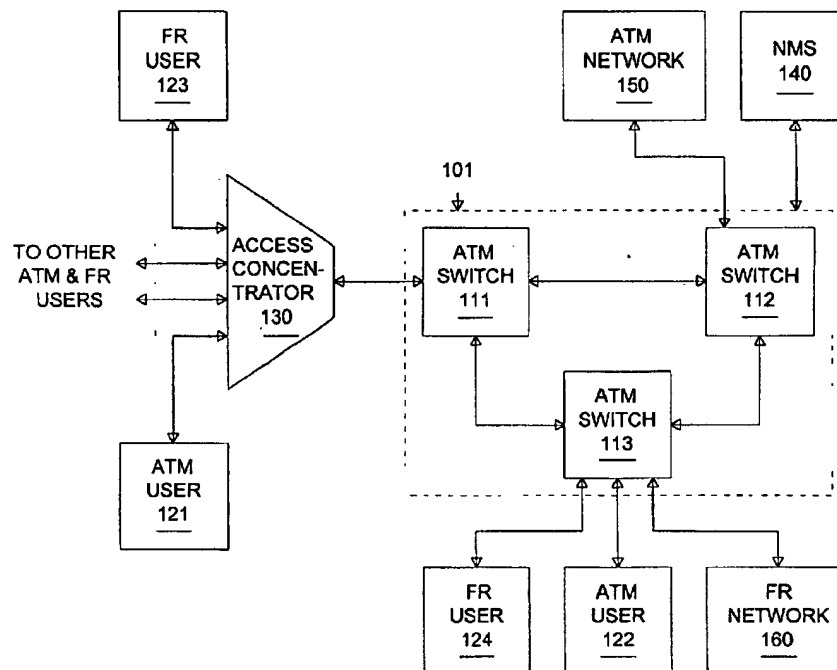 FR
USER
123
ATM
NETWORK
150
NMS
140
101
TO OTHER
ATM & FR
USERS
ACCESS
CONCEN-
TRATOR
130
ATM
SWITCH
111
ATM
SWITCH
112
ATM
SWITCH
113
ATM
USER
121
FR
USER
124
ATM
USER
122
FR
NETWORK
160